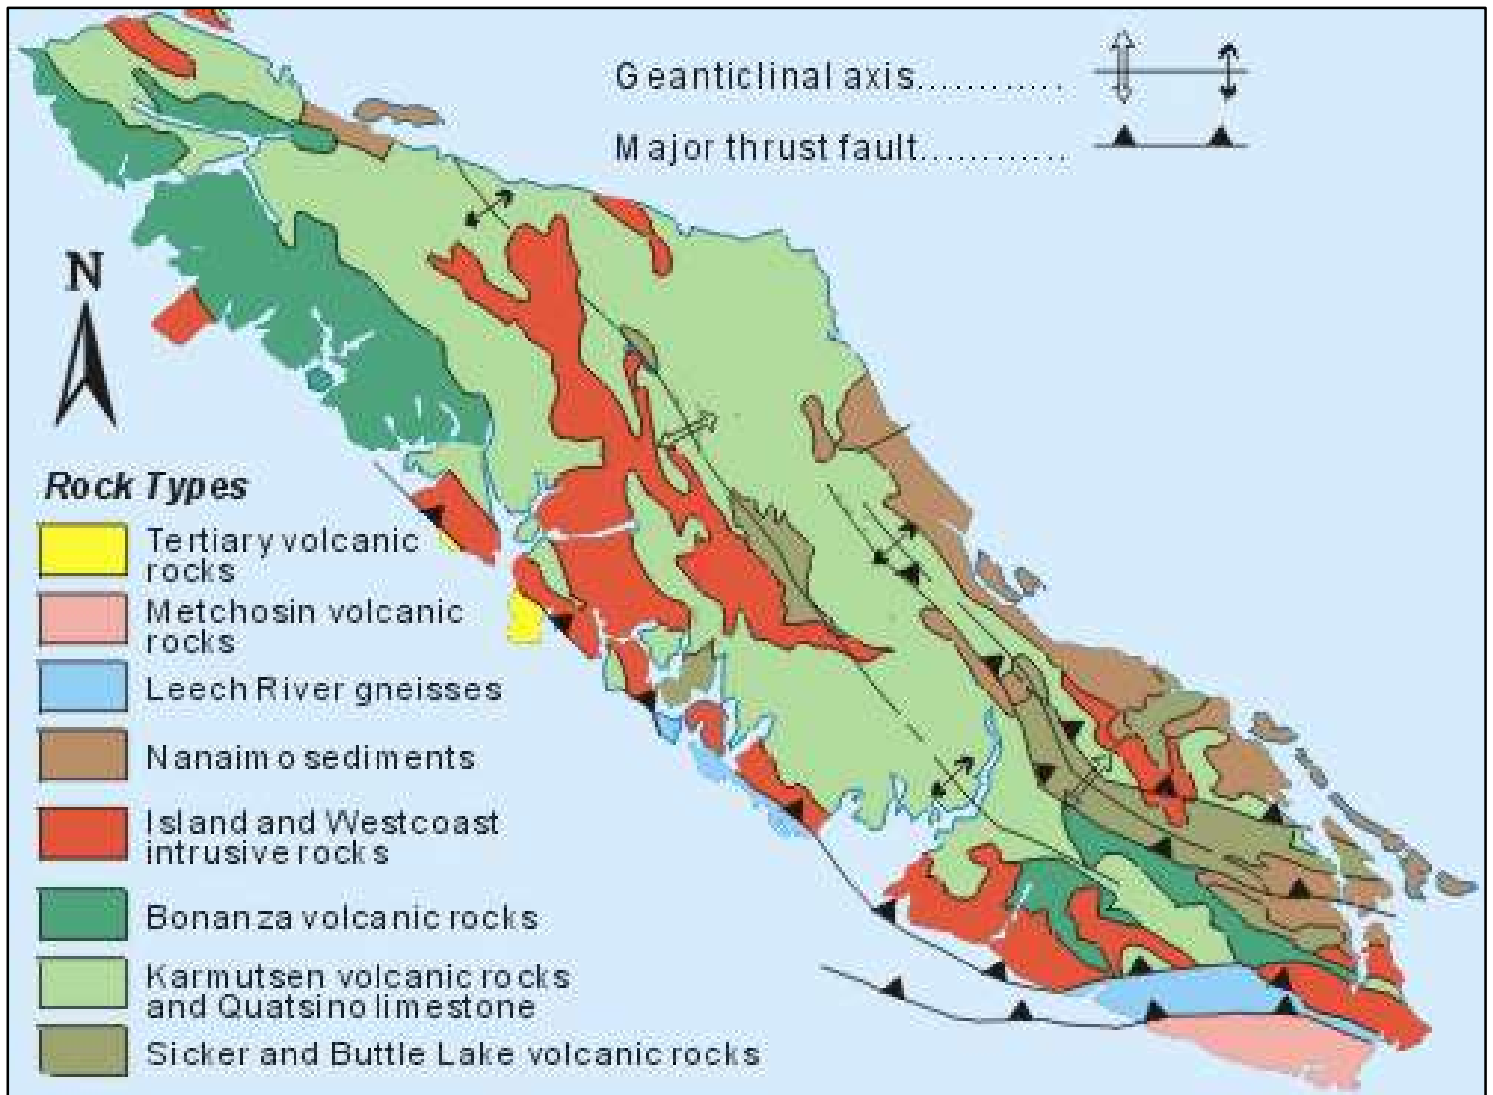 Geanticlinal axis............
Major thrust fault............
N
Rock Types
Tertiary volcanic
rocks
Metchosin volcanic
rocks
Leech River gneisses
Nanaimo sediments
Island and Westcoast
intrusive rocks
Bonanza volcanic rocks
Karmutsen volcanic rocks
and Quatsino limestone
Sicker and Buttle Lake volcanic rocks